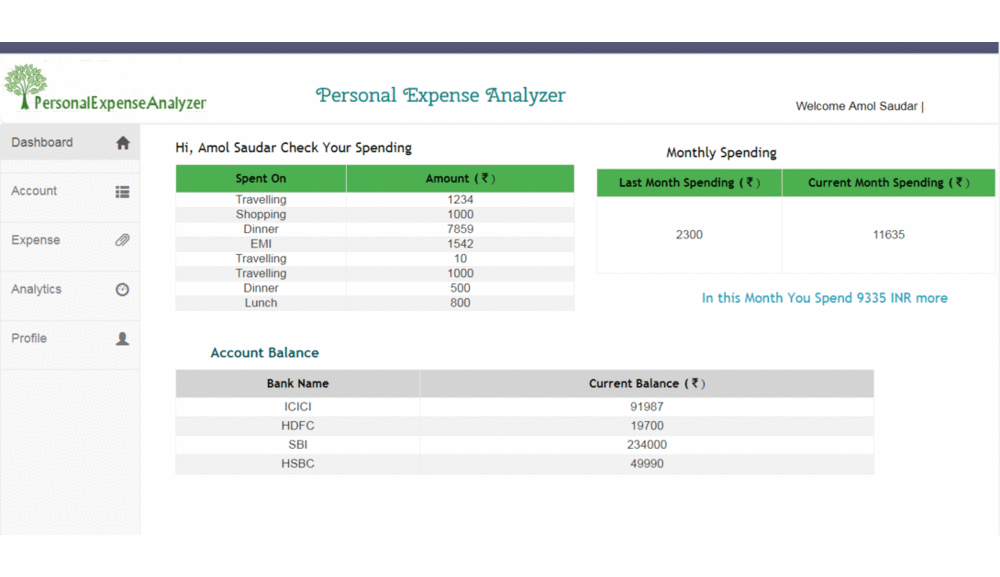 PersonalExpenseAnalyzer
Personal Expense Analyzer
Welcome Amol Saudar |
Dashboard
Account
Expense
Analytics
Profile
Hi, Amol Saudar Check Your Spending
Spent On Amount ( ₹ )
Travelling 1234
Shopping 1000
Dinner 7859
EMI 1542
Travelling 10
Travelling 1000
Dinner 500
Lunch 800
Monthly Spending
Last Month Spending ( ₹ ) Current Month Spending ( ₹ )
2300 11635
In this Month You Spend 9335 INR more
Account Balance
Bank Name Current Balance ( ₹ )
ICICI 91987
HDFC 19700
SBI 234000
HSBC 49990